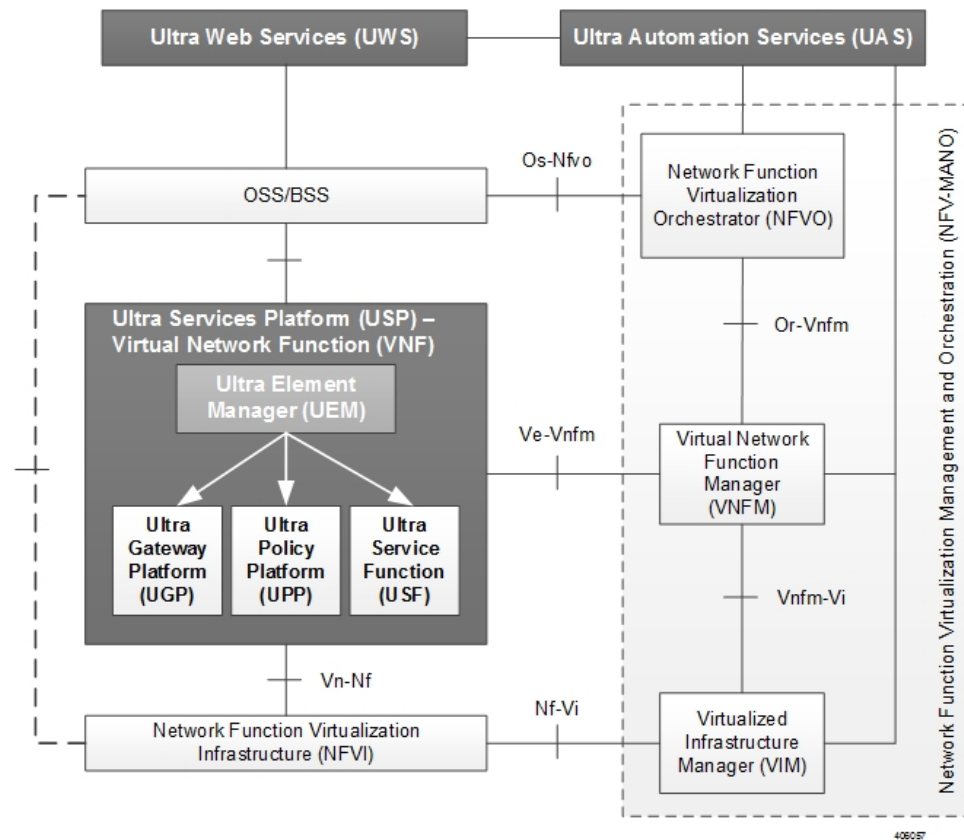 Ultra Web Services (UWS)
Ultra Automation Services (UAS)
Os-Nfvo
OSS/BSS
Network Function
Virtualization
Orchestrator (NFVO)
Network Function Virtualization Management and Orchestration (NFV-MANO)
Ultra Services Platform (USP) –
Virtual Network Function (VNF)
Ultra Element
Manager (UEM)
Or-Vnfm
Ve-Vnfm
Virtual Network
Function
Manager
(VNFM)
Ultra
Gateway
Platform
(UGP)
Ultra
Policy
Platform
(UPP)
Ultra
Service
Function
(USF)
Vnfm-Vi
Vn-Nf
Nf-Vi
Network Function Virtualization
Infrastructure (NFVI)
Virtualized
Infrastructure
Manager (VIM)
406057